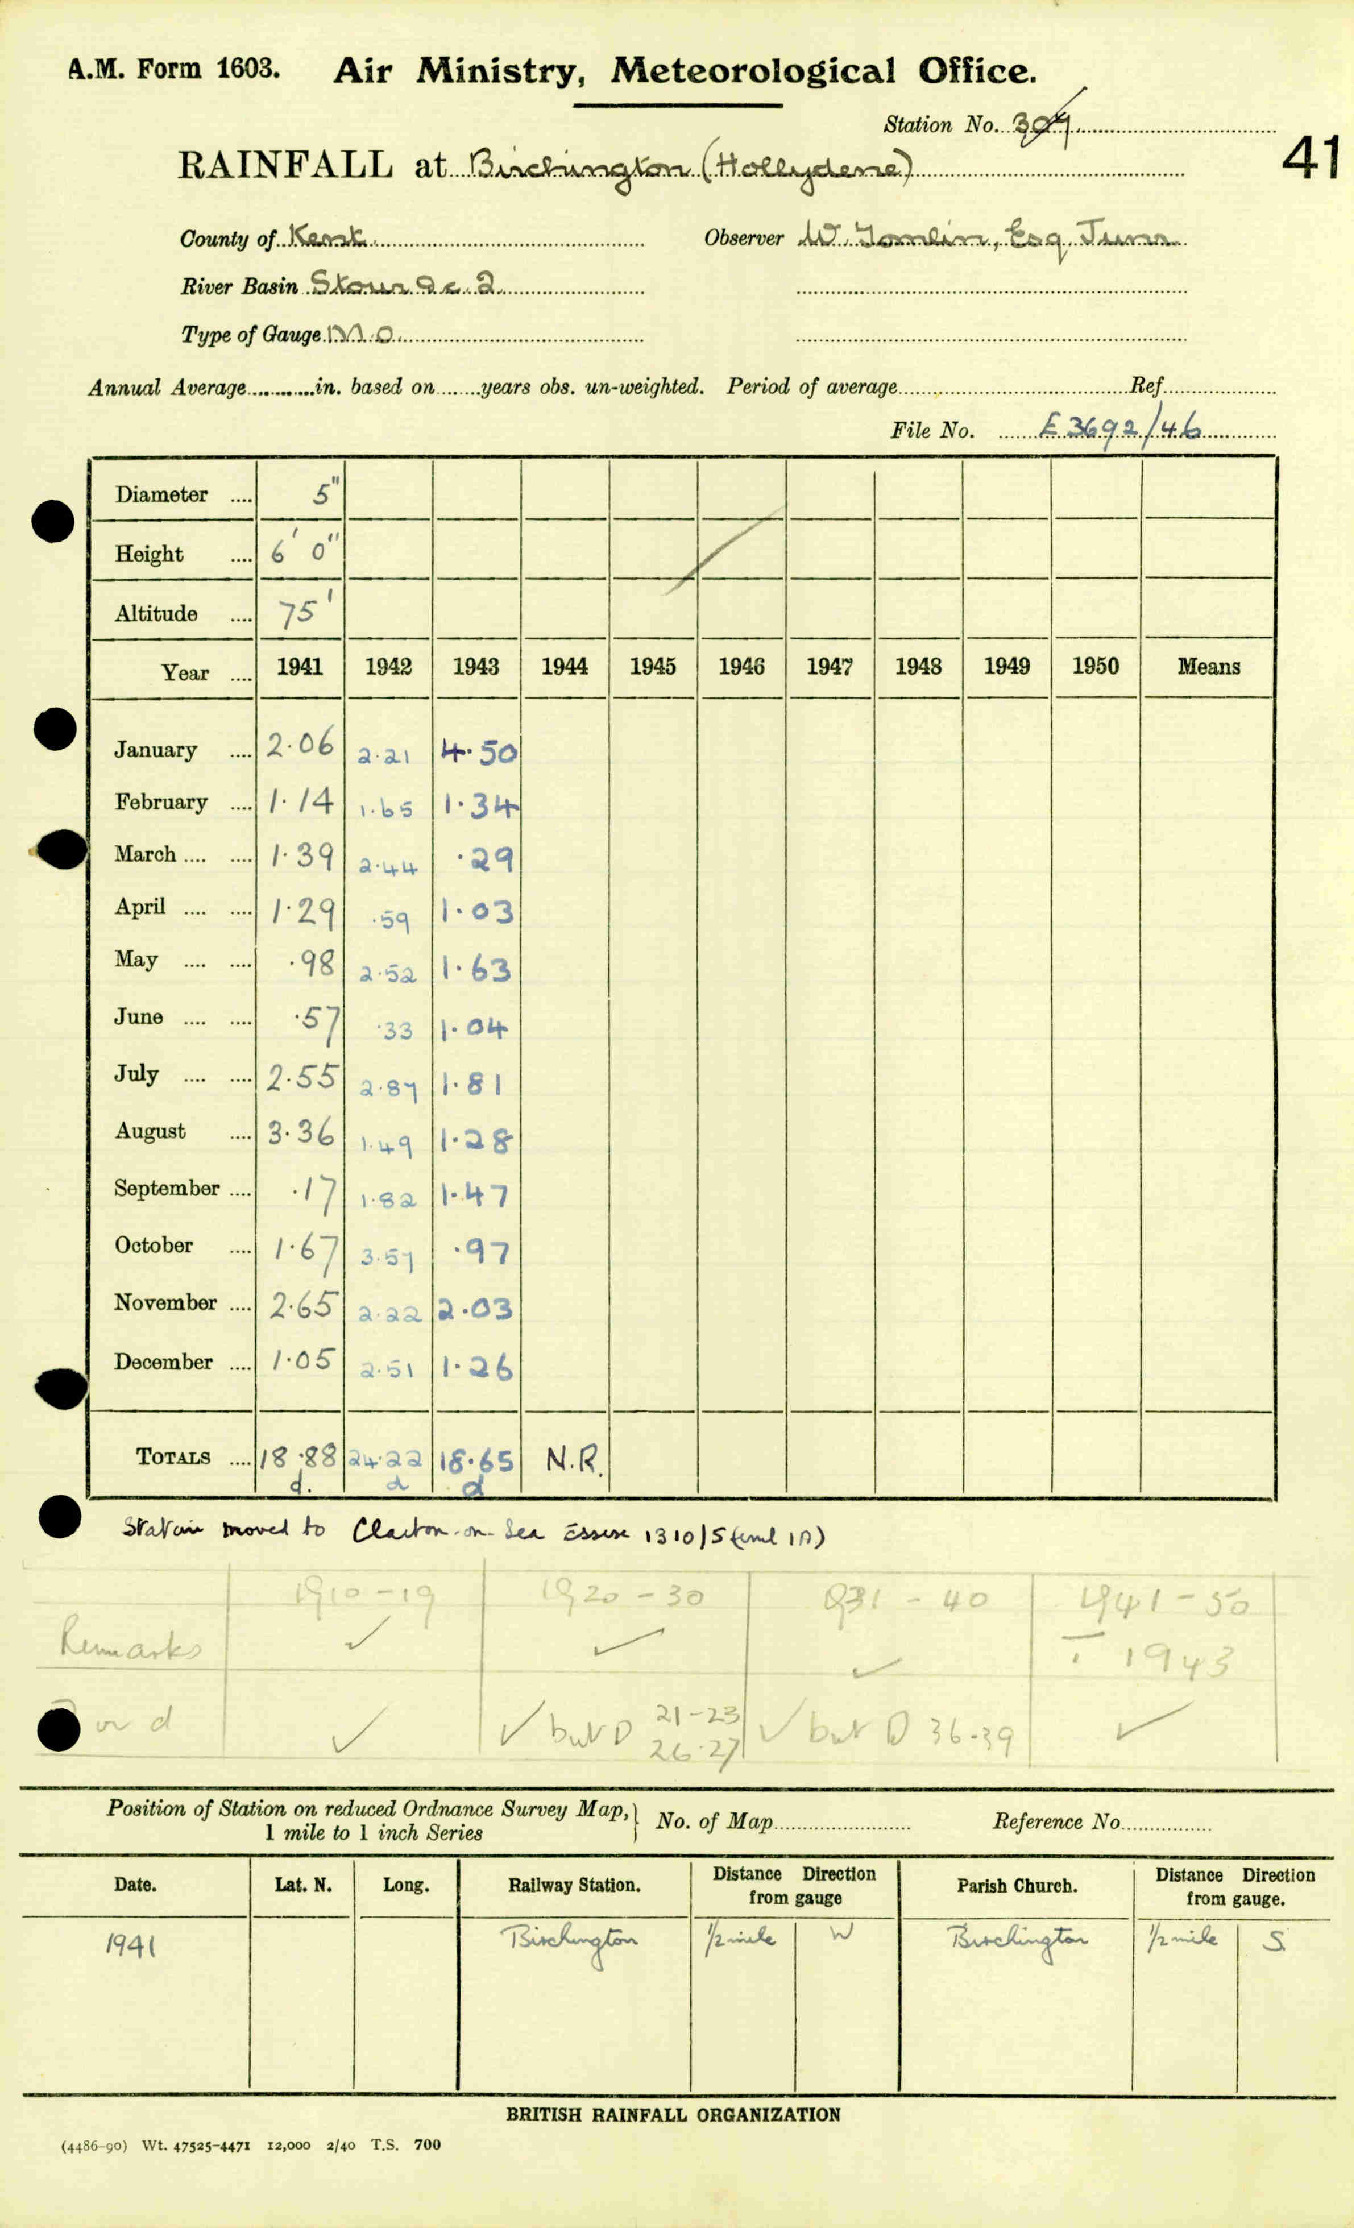 A.M. Form 1603. Air Ministry, Meteorological Office.
Station No. 309
41
RAINFALL at Birchington (Hollydene)
County of Kent Observer W. Tomlin, Esq. Junr
River Basin Stour &c. 2
Type of Gauge M.O.
Annual Average in. based on years obs. un-weighted. Period of average Ref.
File No. E 3692/46
Diameter .... 5"
Height .... 6' 0"
Altitude .... 75'
Year .... 1941 1942 1943 1944 1945 1946 1947 1948 1949 1950 Means
January .... 2.06 2.21 4.50
February .... 1.14 1.65 1.34
March .... .... 1.39 2.44 .29
April .... .... 1.29 .59 1.03
May .... .... .98 2.52 1.63
June .... .... .57 .33 1.04
July .... .... 2.55 2.87 1.81
August .... 3.36 1.49 1.28
September .... .17 1.82 1.47
October .... 1.67 3.57 .97
November .... 2.65 2.22 2.03
December .... 1.05 2.51 1.26
TOTALS .... 18.88 24.22 18.65 N.R.
d. d d
Station moved to Clacton-on-Sea Essex 1310/5
1910-19 1920-30 1931-40 1941-50
Remarks ✓ ✓ ✓ T 1943
or d ✓ ✓ but D 21-23 26-27 ✓ but D 36-39 ✓
Position of Station on reduced Ordnance Survey Map, No. of Map Reference No.
1 mile to 1 inch Series
Date. Lat. N. Long. Railway Station. Distance Direction from gauge Parish Church. Distance Direction from gauge.
1941 Birchington 1/2 mile W Birchington 1/2 mile S.
BRITISH RAINFALL ORGANIZATION
(4486-90) Wt. 47525-4471 12,000 2/40 T.S. 700